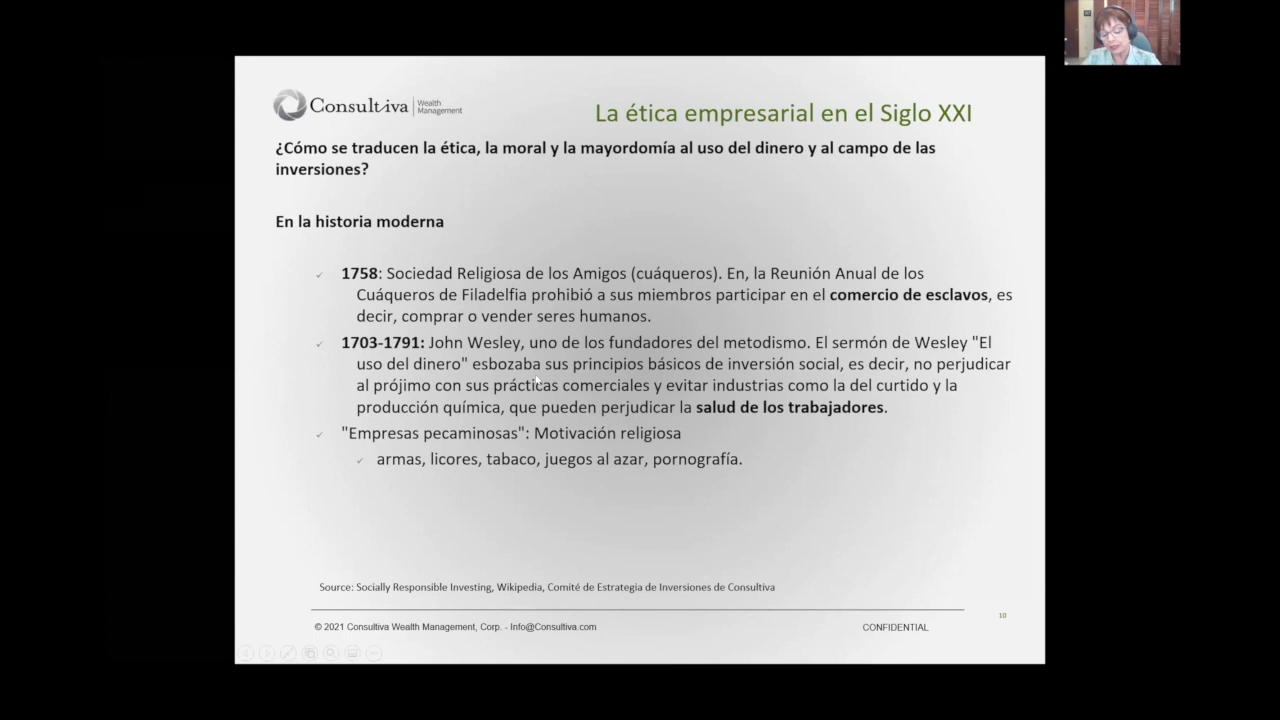 Consultiva
Wealth
Management
La ética empresarial en el Siglo XXI
¿Cómo se traducen la ética, la moral y la mayordomía al uso del dinero y al campo de las
inversiones?
En la historia moderna
1758: Sociedad Religiosa de los Amigos (cuáqueros). En, la Reunión Anual de los
Cuáqueros de Filadelfia prohibió a sus miembros participar en el comercio de esclavos, es
decir, comprar o vender seres humanos.
1703-1791: John Wesley, uno de los fundadores del metodismo. El sermón de Wesley "El
uso del dinero" esbozaba sus principios básicos de inversión social, es decir, no perjudicar
al prójimo con sus prácticas comerciales y evitar industrias como la del curtido y la
producción química, que pueden perjudicar la salud de los trabajadores.
"Empresas pecaminosas": Motivación religiosa
armas, licores, tabaco, juegos al azar, pornografía.
Source: Socially Responsible Investing, Wikipedia, Comité de Estrategia de Inversiones de Consultiva
10
© 2021 Consultiva Wealth Management, Corp. - Info@Consultiva.com
CONFIDENTIAL